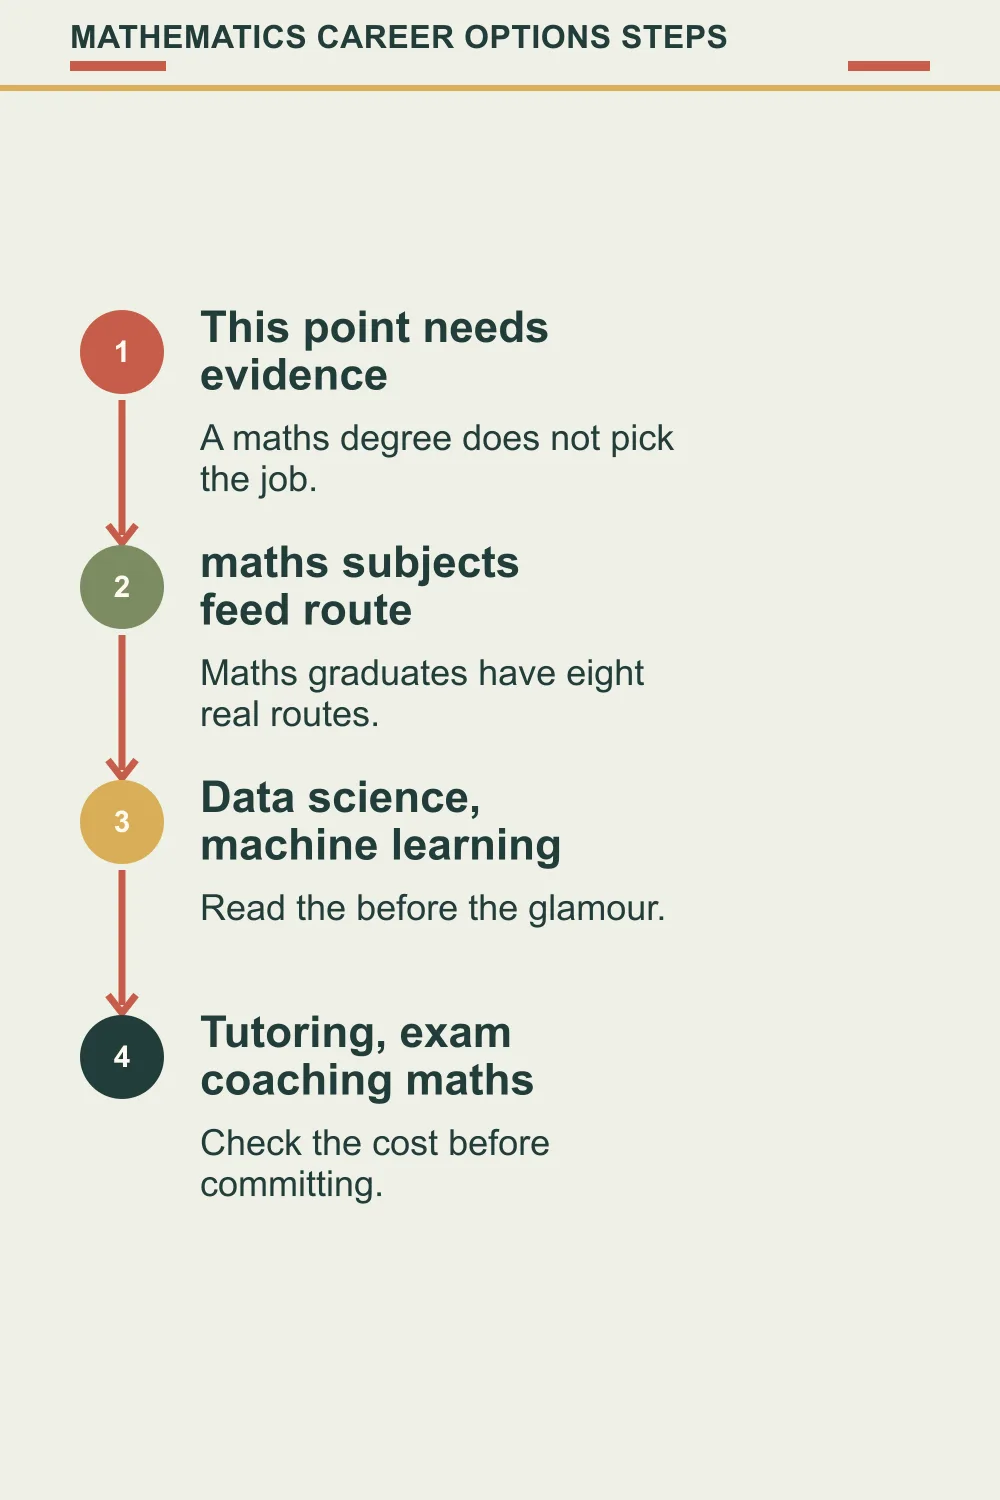 MATHEMATICS CAREER OPTIONS STEPS
1
This point needs
evidence
A maths degree does not pick
the job.
2
maths subjects
feed route
Maths graduates have eight
real routes.
3
Data science,
machine learning
Read the before the glamour.
4
Tutoring, exam
coaching maths
Check the cost before
committing.